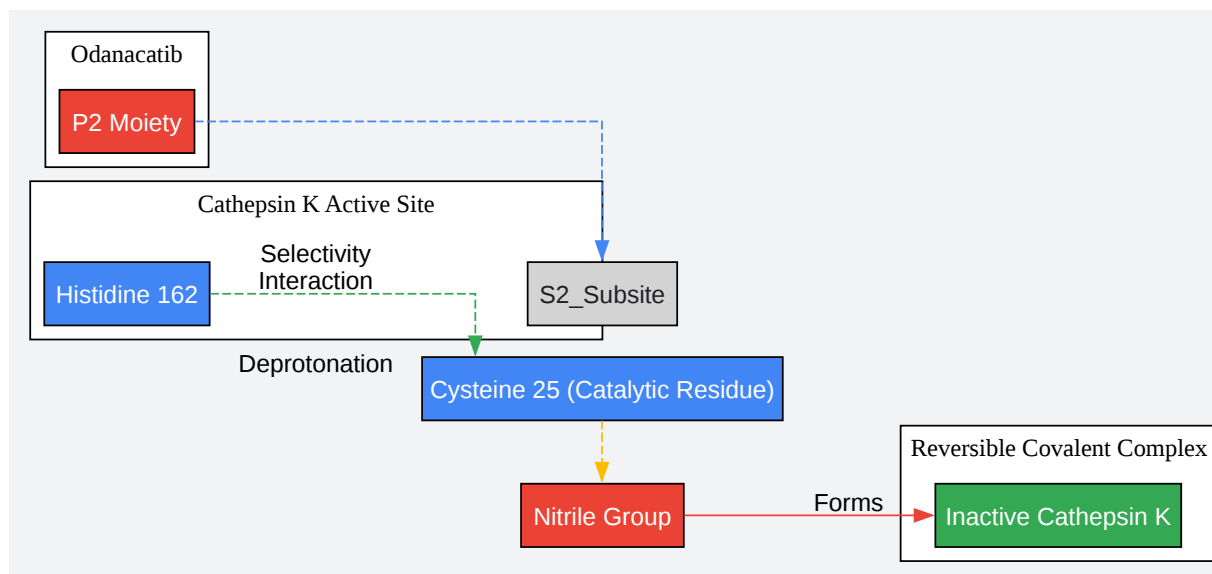 Odanacatib
P2 Moiety
Cathepsin K Active Site
Selectivity
Interaction
Histidine 162
S2_Subsite
Deprotonation
Cysteine 25 (Catalytic Residue)
Reversible Covalent Complex
Nitrile Group
Forms
Inactive Cathepsin K